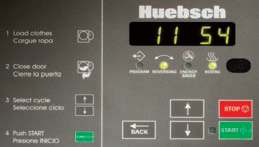 Huebsch
11 54
PROGRAM REVERSING ENERGY SAVER HEATING
1 Load clothes
Cargue ropa
2 Close door
Cierre la puerta
3 Select cycle
Seleccione ciclo
4 Push START
Presione INICIO
BACK
STOP
START